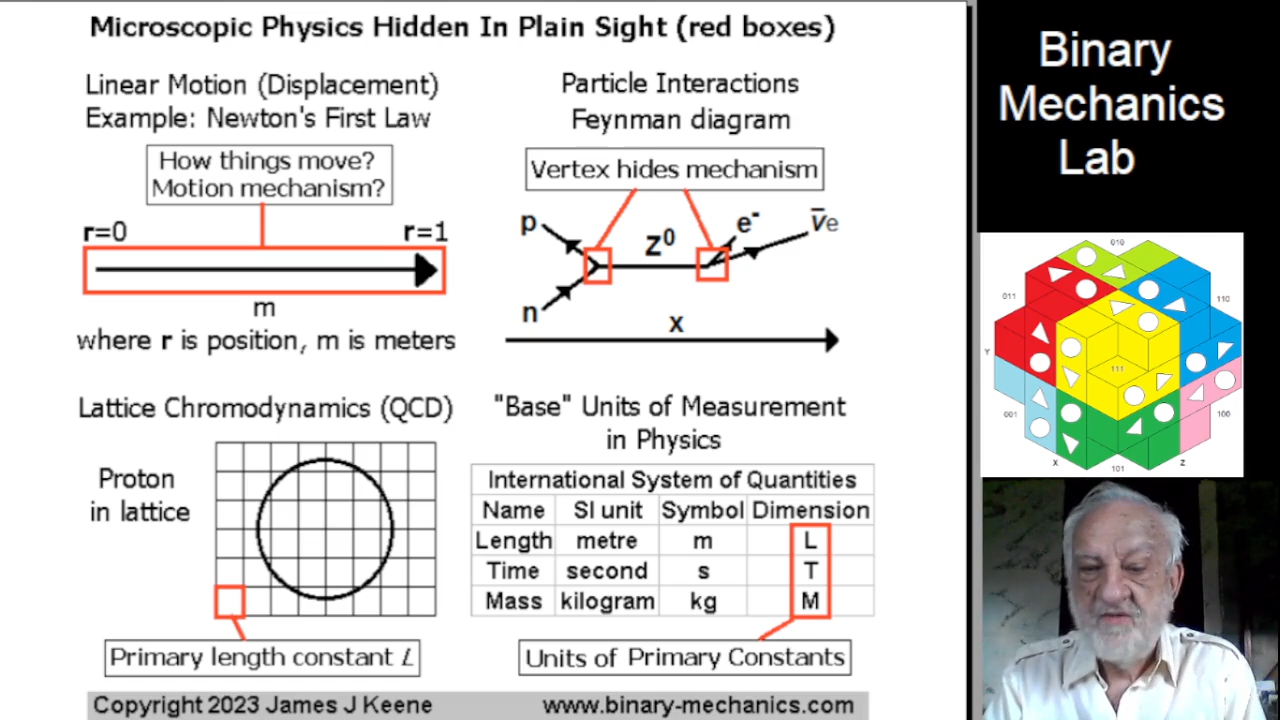 Microscopic Physics Hidden In Plain Sight (red boxes)
Linear Motion (Displacement)
Example: Newton's First Law
How things move?
Motion mechanism?
r=0
r=1
m
where r is position, m is meters
Particle Interactions
Feynman diagram
Vertex hides mechanism
p
n
Z⁰
e⁻
ν̅e
x
Lattice Chromodynamics (QCD)
Proton
in lattice
Primary length constant L
"Base" Units of Measurement
in Physics
International System of Quantities
Name SI unit Symbol Dimension
Length metre m L
Time second s T
Mass kilogram kg M
Units of Primary Constants
Copyright 2023 James J Keene www.binary-mechanics.com
Binary
Mechanics
Lab
010
011
110
Y
111
001
100
X
101
Z